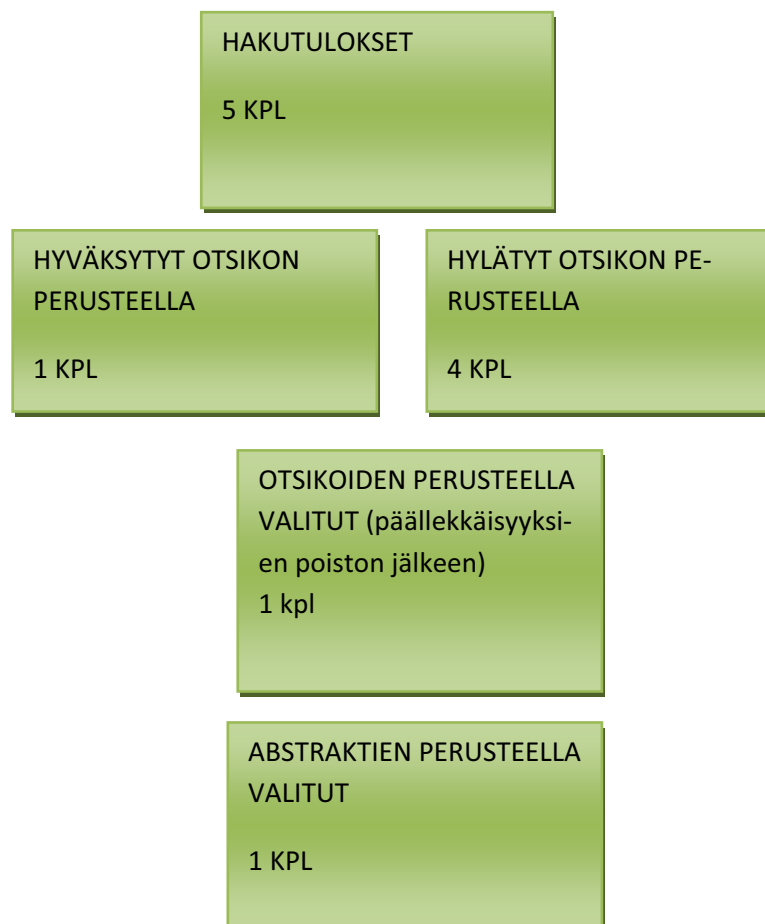 HAKUTULOKSET
5 KPL
HYVÄKSYTYT OTSIKON
PERUSTEELLA
1 KPL
HYLÄTYT OTSIKON PE-
RUSTEELLA
4 KPL
OTSIKOIDEN PERUSTEELLA
VALITUT (päällekkäisyyksi-
en poiston jälkeen)
1 kpl
ABSTRAKTIEN PERUSTEELLA
VALITUT
1 KPL